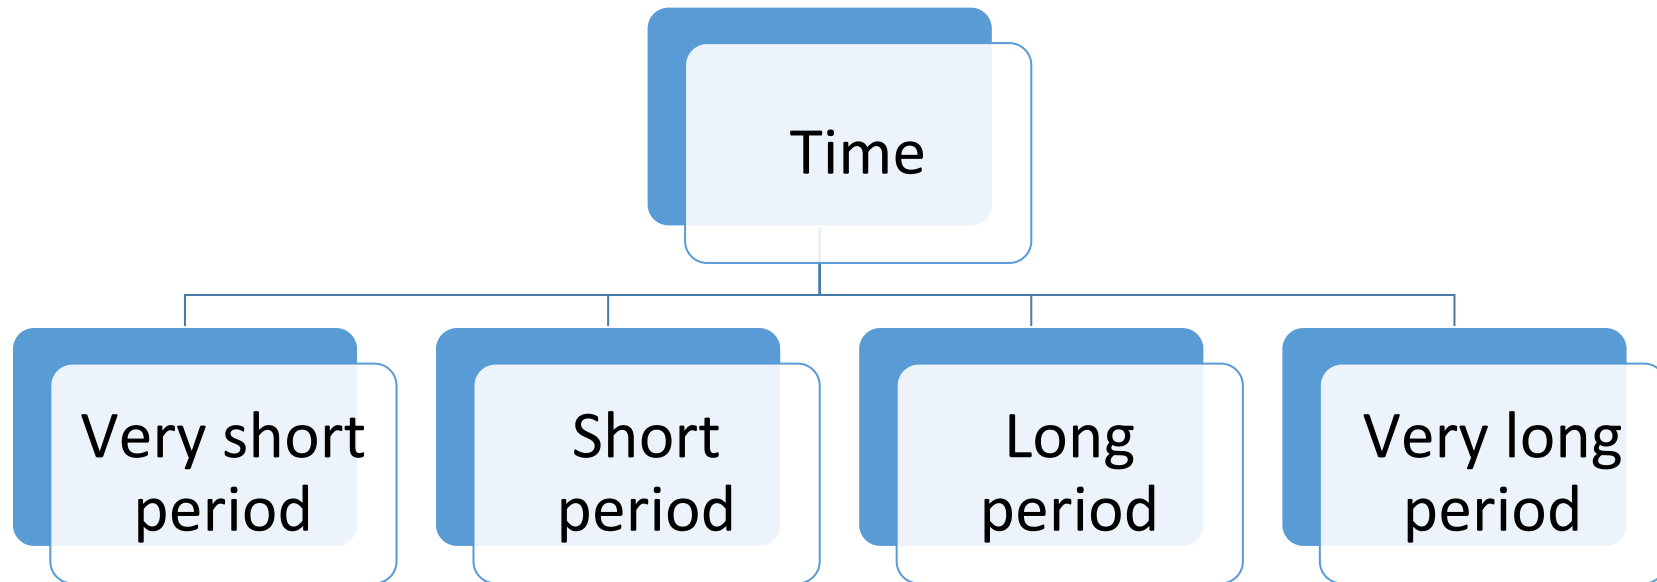 Time
Very short
period
Short
period
Long
period
Very long
period